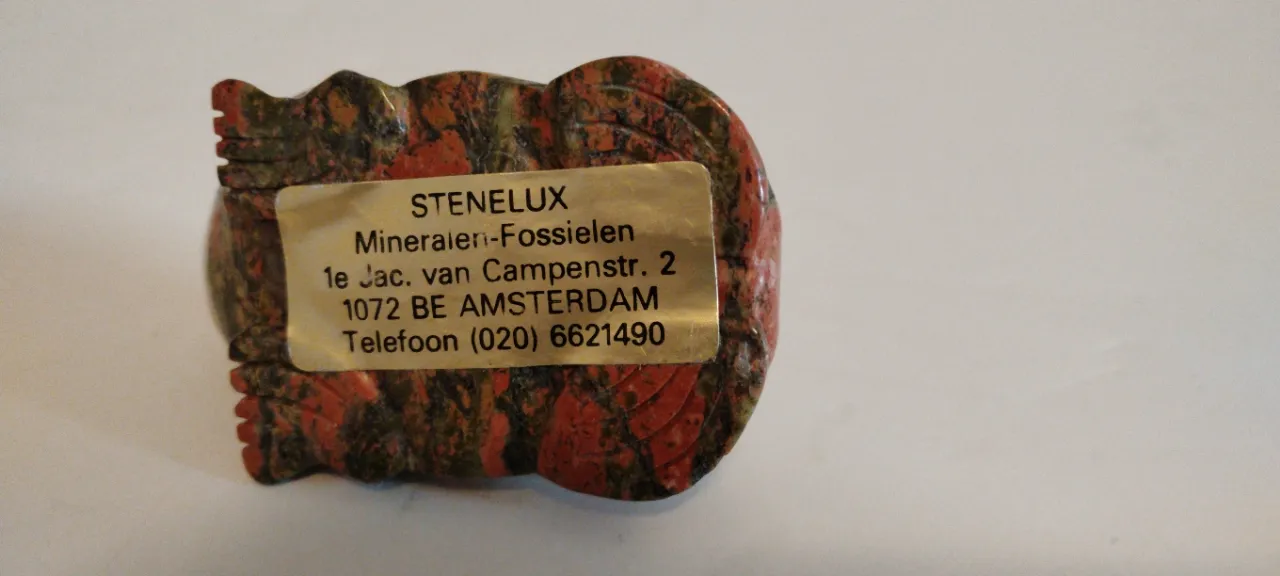 STENELUX
Mineralen-Fossielen
1e Jac. van Campenstr. 2
1072 BE AMSTERDAM
Telefoon (020) 6621490